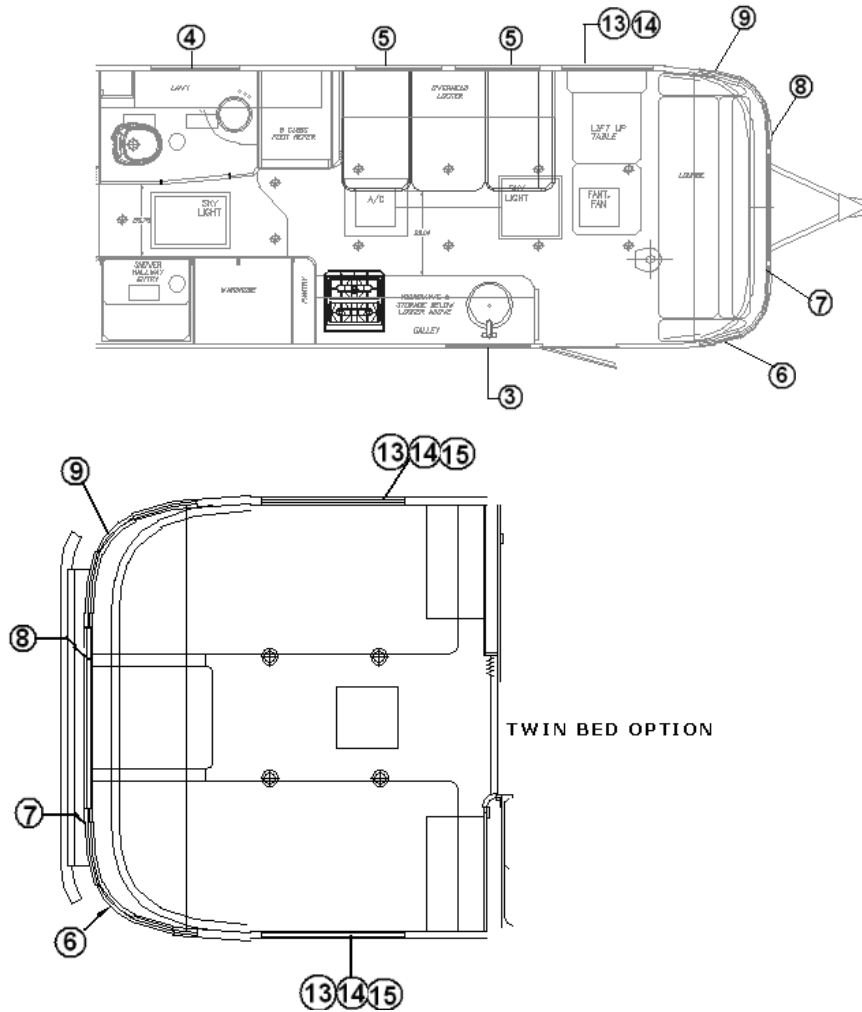 ④ ⑤ ⑤ ⑬ ⑭ ⑨
⑧
LAVY
OVERHEAD
LOCKER
LIFT UP
TABLE
LOUNGE
SKY
LIGHT
A/C
SKY
LIGHT
FANT.
FAN
SHOWER
HALLWAY
ENTRY
WARDROBE
PANTRY
STORAGE BELOW
LOCKER ABOVE
GALLEY
⑦
⑥
③
⑬ ⑭ ⑮
⑨
⑧
TWIN BED OPTION
⑦
⑥
⑬ ⑭ ⑮